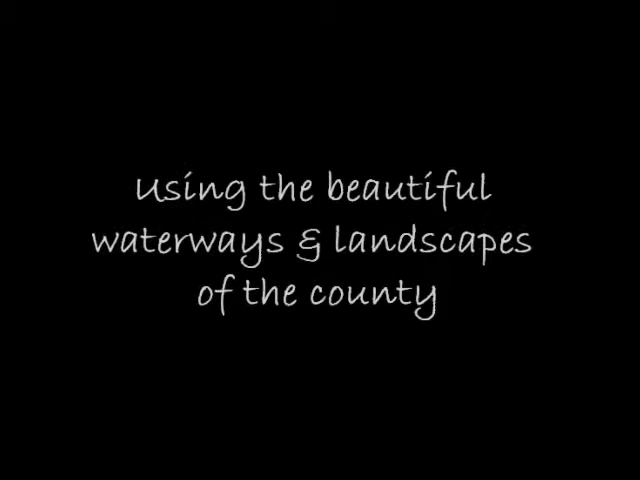 Using the beautiful
waterways & landscapes
of the county